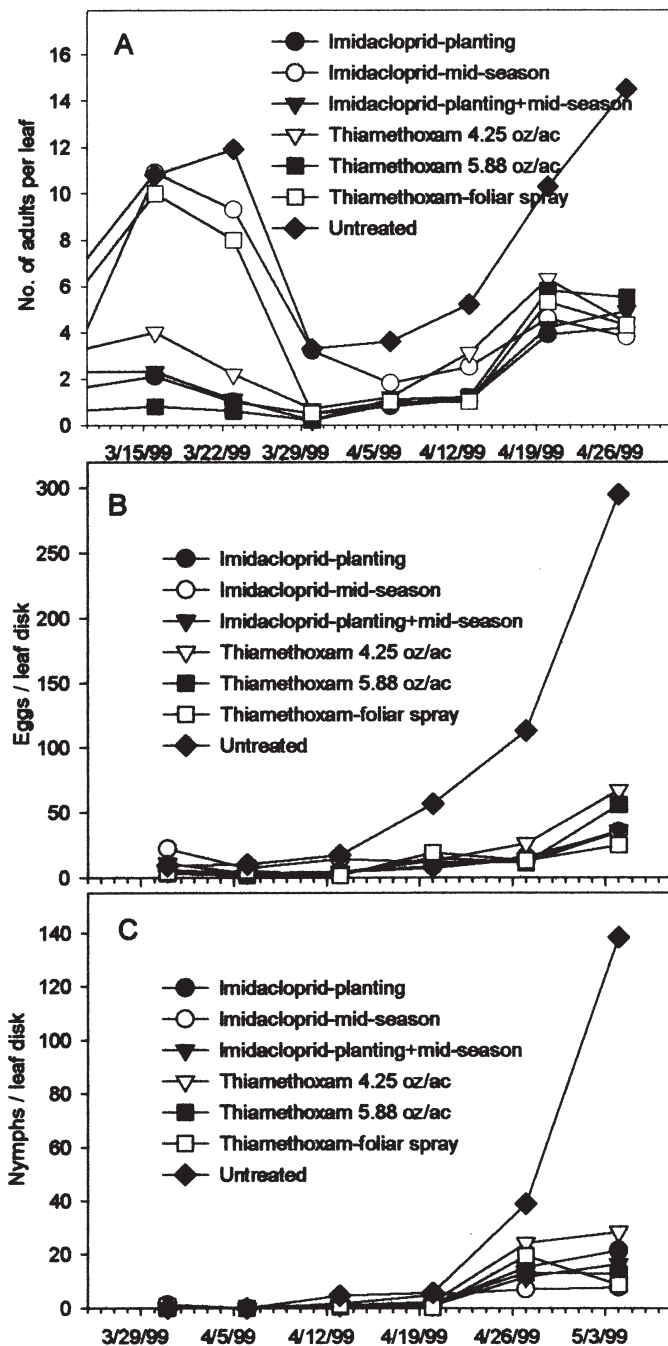 A
No. of adults per leaf
16
14
12
10
8
6
4
2
0
Imidacloprid-planting
Imidacloprid-mid-season
Imidacloprid-planting+mid-season
Thiamethoxam 4.25 oz/ac
Thiamethoxam 5.88 oz/ac
Thiamethoxam-foliar spray
Untreated
3/15/99 3/22/99 3/29/99 4/5/99 4/12/99 4/19/99 4/26/99
B
Eggs / leaf disk
300
250
200
150
100
50
0
Imidacloprid-planting
Imidacloprid-mid-season
Imidacloprid-planting+mid-season
Thiamethoxam 4.25 oz/ac
Thiamethoxam 5.88 oz/ac
Thiamethoxam-foliar spray
Untreated
C
Nymphs / leaf disk
140
120
100
80
60
40
20
0
Imidacloprid-planting
Imidacloprid-mid-season
Imidacloprid-planting+mid-season
Thiamethoxam 4.25 oz/ac
Thiamethoxam 5.88 oz/ac
Thiamethoxam-foliar spray
Untreated
3/29/99 4/5/99 4/12/99 4/19/99 4/26/99 5/3/99